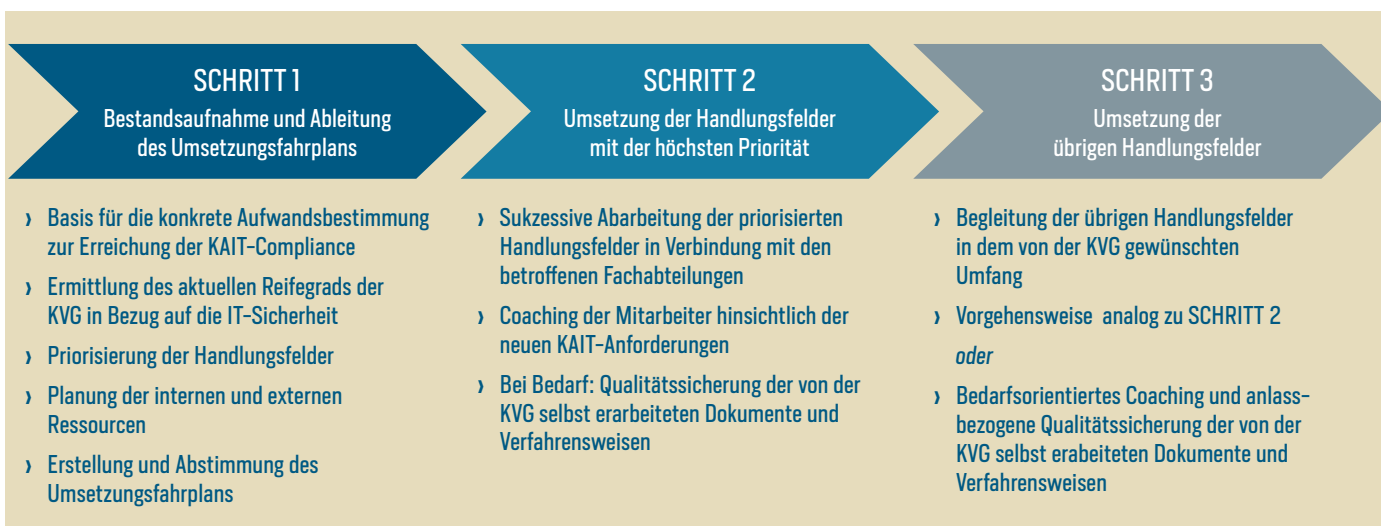 SCHRITT 1
Bestandsaufnahme und Ableitung
des Umsetzungsfahrplans
› Basis für die konkrete Aufwandsbestimmung
zur Erreichung der KAIT-Compliance
› Ermittlung des aktuellen Reifegrads der
KVG in Bezug auf die IT-Sicherheit
› Priorisierung der Handlungsfelder
› Planung der internen und externen
Ressourcen
› Erstellung und Abstimmung des
Umsetzungsfahrplans
SCHRITT 2
Umsetzung der Handlungsfelder
mit der höchsten Priorität
› Sukzessive Abarbeitung der priorisierten
Handlungsfelder in Verbindung mit den
betroffenen Fachabteilungen
› Coaching der Mitarbeiter hinsichtlich der
neuen KAIT-Anforderungen
› Bei Bedarf: Qualitätssicherung der von der
KVG selbst erarbeiteten Dokumente und
Verfahrensweisen
SCHRITT 3
Umsetzung der
übrigen Handlungsfelder
› Begleitung der übrigen Handlungsfelder
in dem von der KVG gewünschten
Umfang
› Vorgehensweise analog zu SCHRITT 2
oder
› Bedarfsorientiertes Coaching und anlass-
bezogene Qualitätssicherung der von der
KVG selbst erabeiteten Dokumente und
Verfahrensweisen